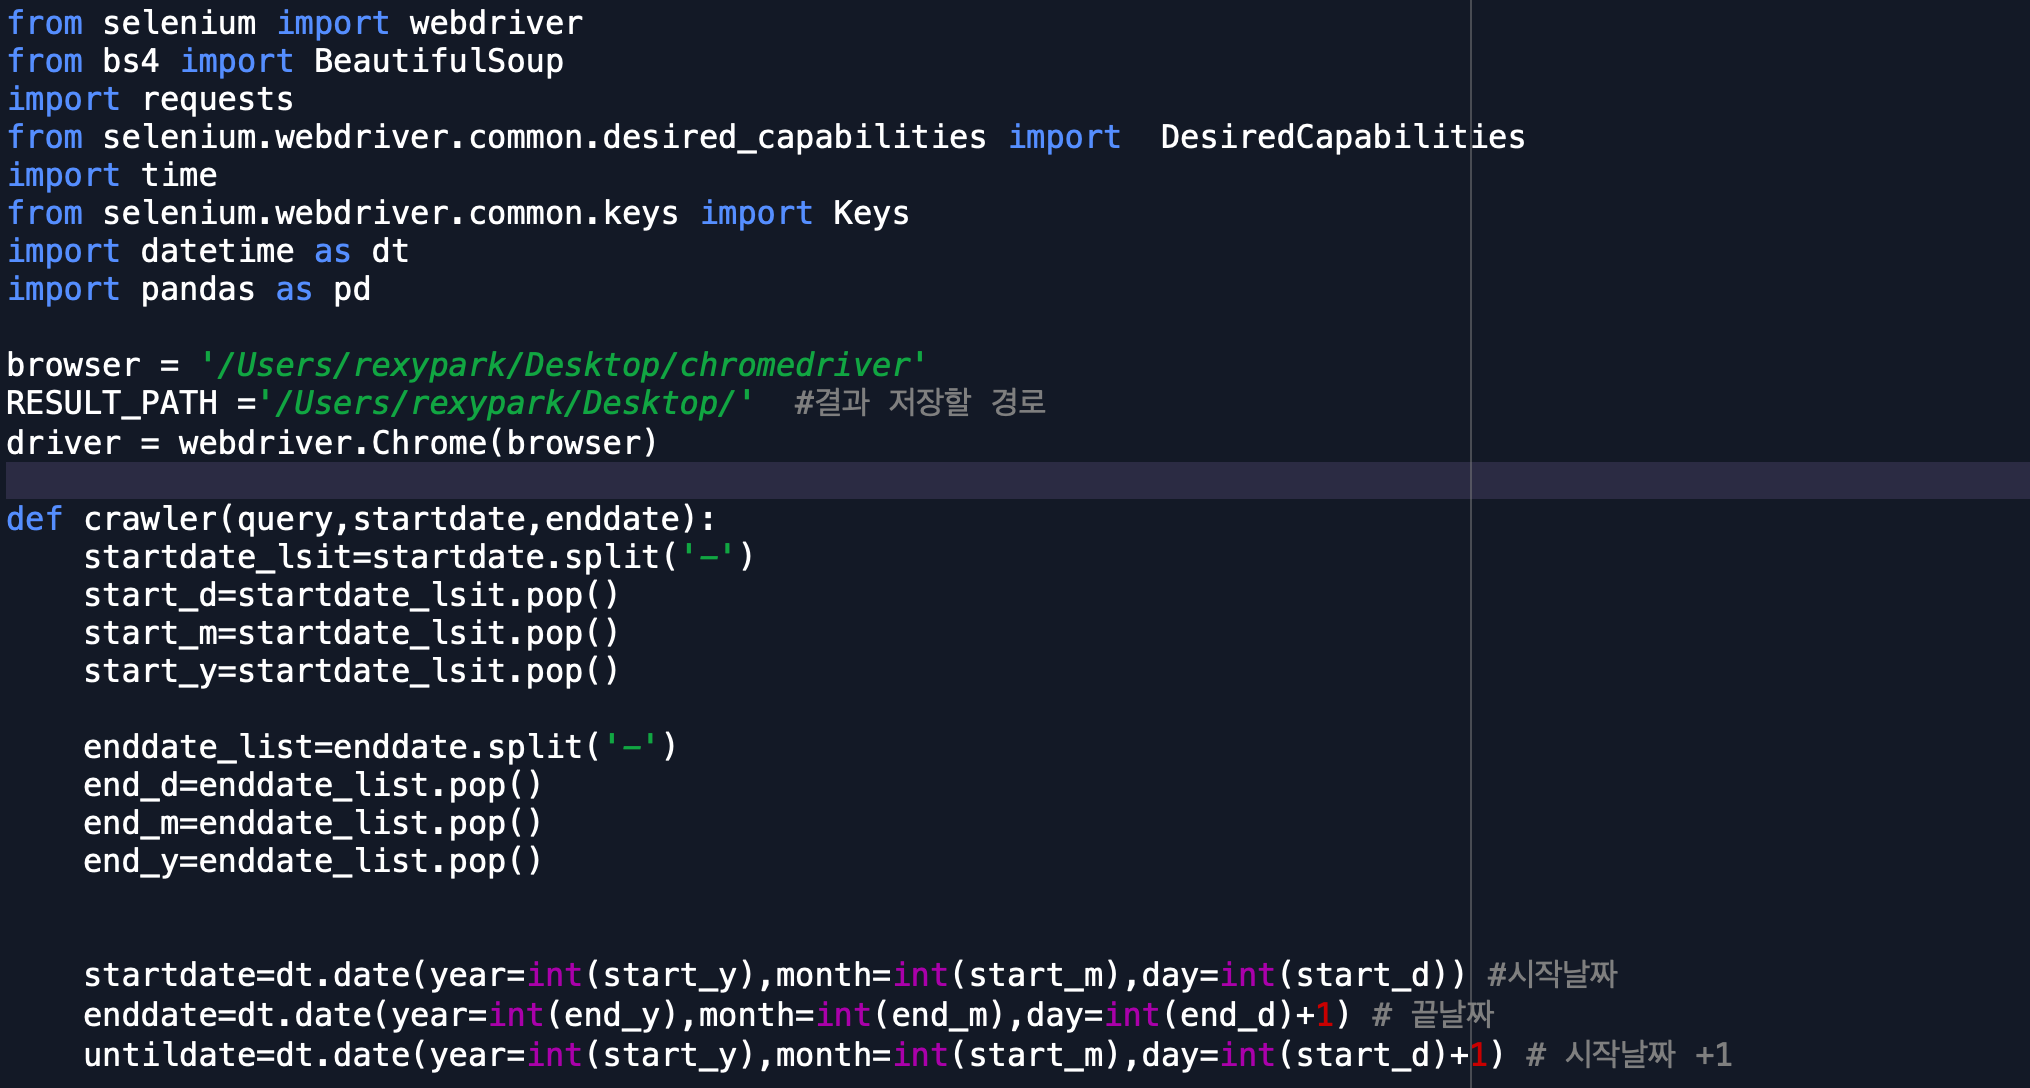 from selenium import webdriver
from bs4 import BeautifulSoup
import requests
from selenium.webdriver.common.desired_capabilities import  DesiredCapabilities
import time
from selenium.webdriver.common.keys import Keys
import datetime as dt
import pandas as pd

browser = '/Users/rexypark/Desktop/chromedriver'
RESULT_PATH ='/Users/rexypark/Desktop/'  #결과 저장할 경로
driver = webdriver.Chrome(browser)

def crawler(query,startdate,enddate):
    startdate_lsit=startdate.split('-')
    start_d=startdate_lsit.pop()
    start_m=startdate_lsit.pop()
    start_y=startdate_lsit.pop()

    enddate_list=enddate.split('-')
    end_d=enddate_list.pop()
    end_m=enddate_list.pop()
    end_y=enddate_list.pop()


    startdate=dt.date(year=int(start_y),month=int(start_m),day=int(start_d)) #시작날짜
    enddate=dt.date(year=int(end_y),month=int(end_m),day=int(end_d)+1) # 끝날짜
    untildate=dt.date(year=int(start_y),month=int(start_m),day=int(start_d)+1) # 시작날짜 +1